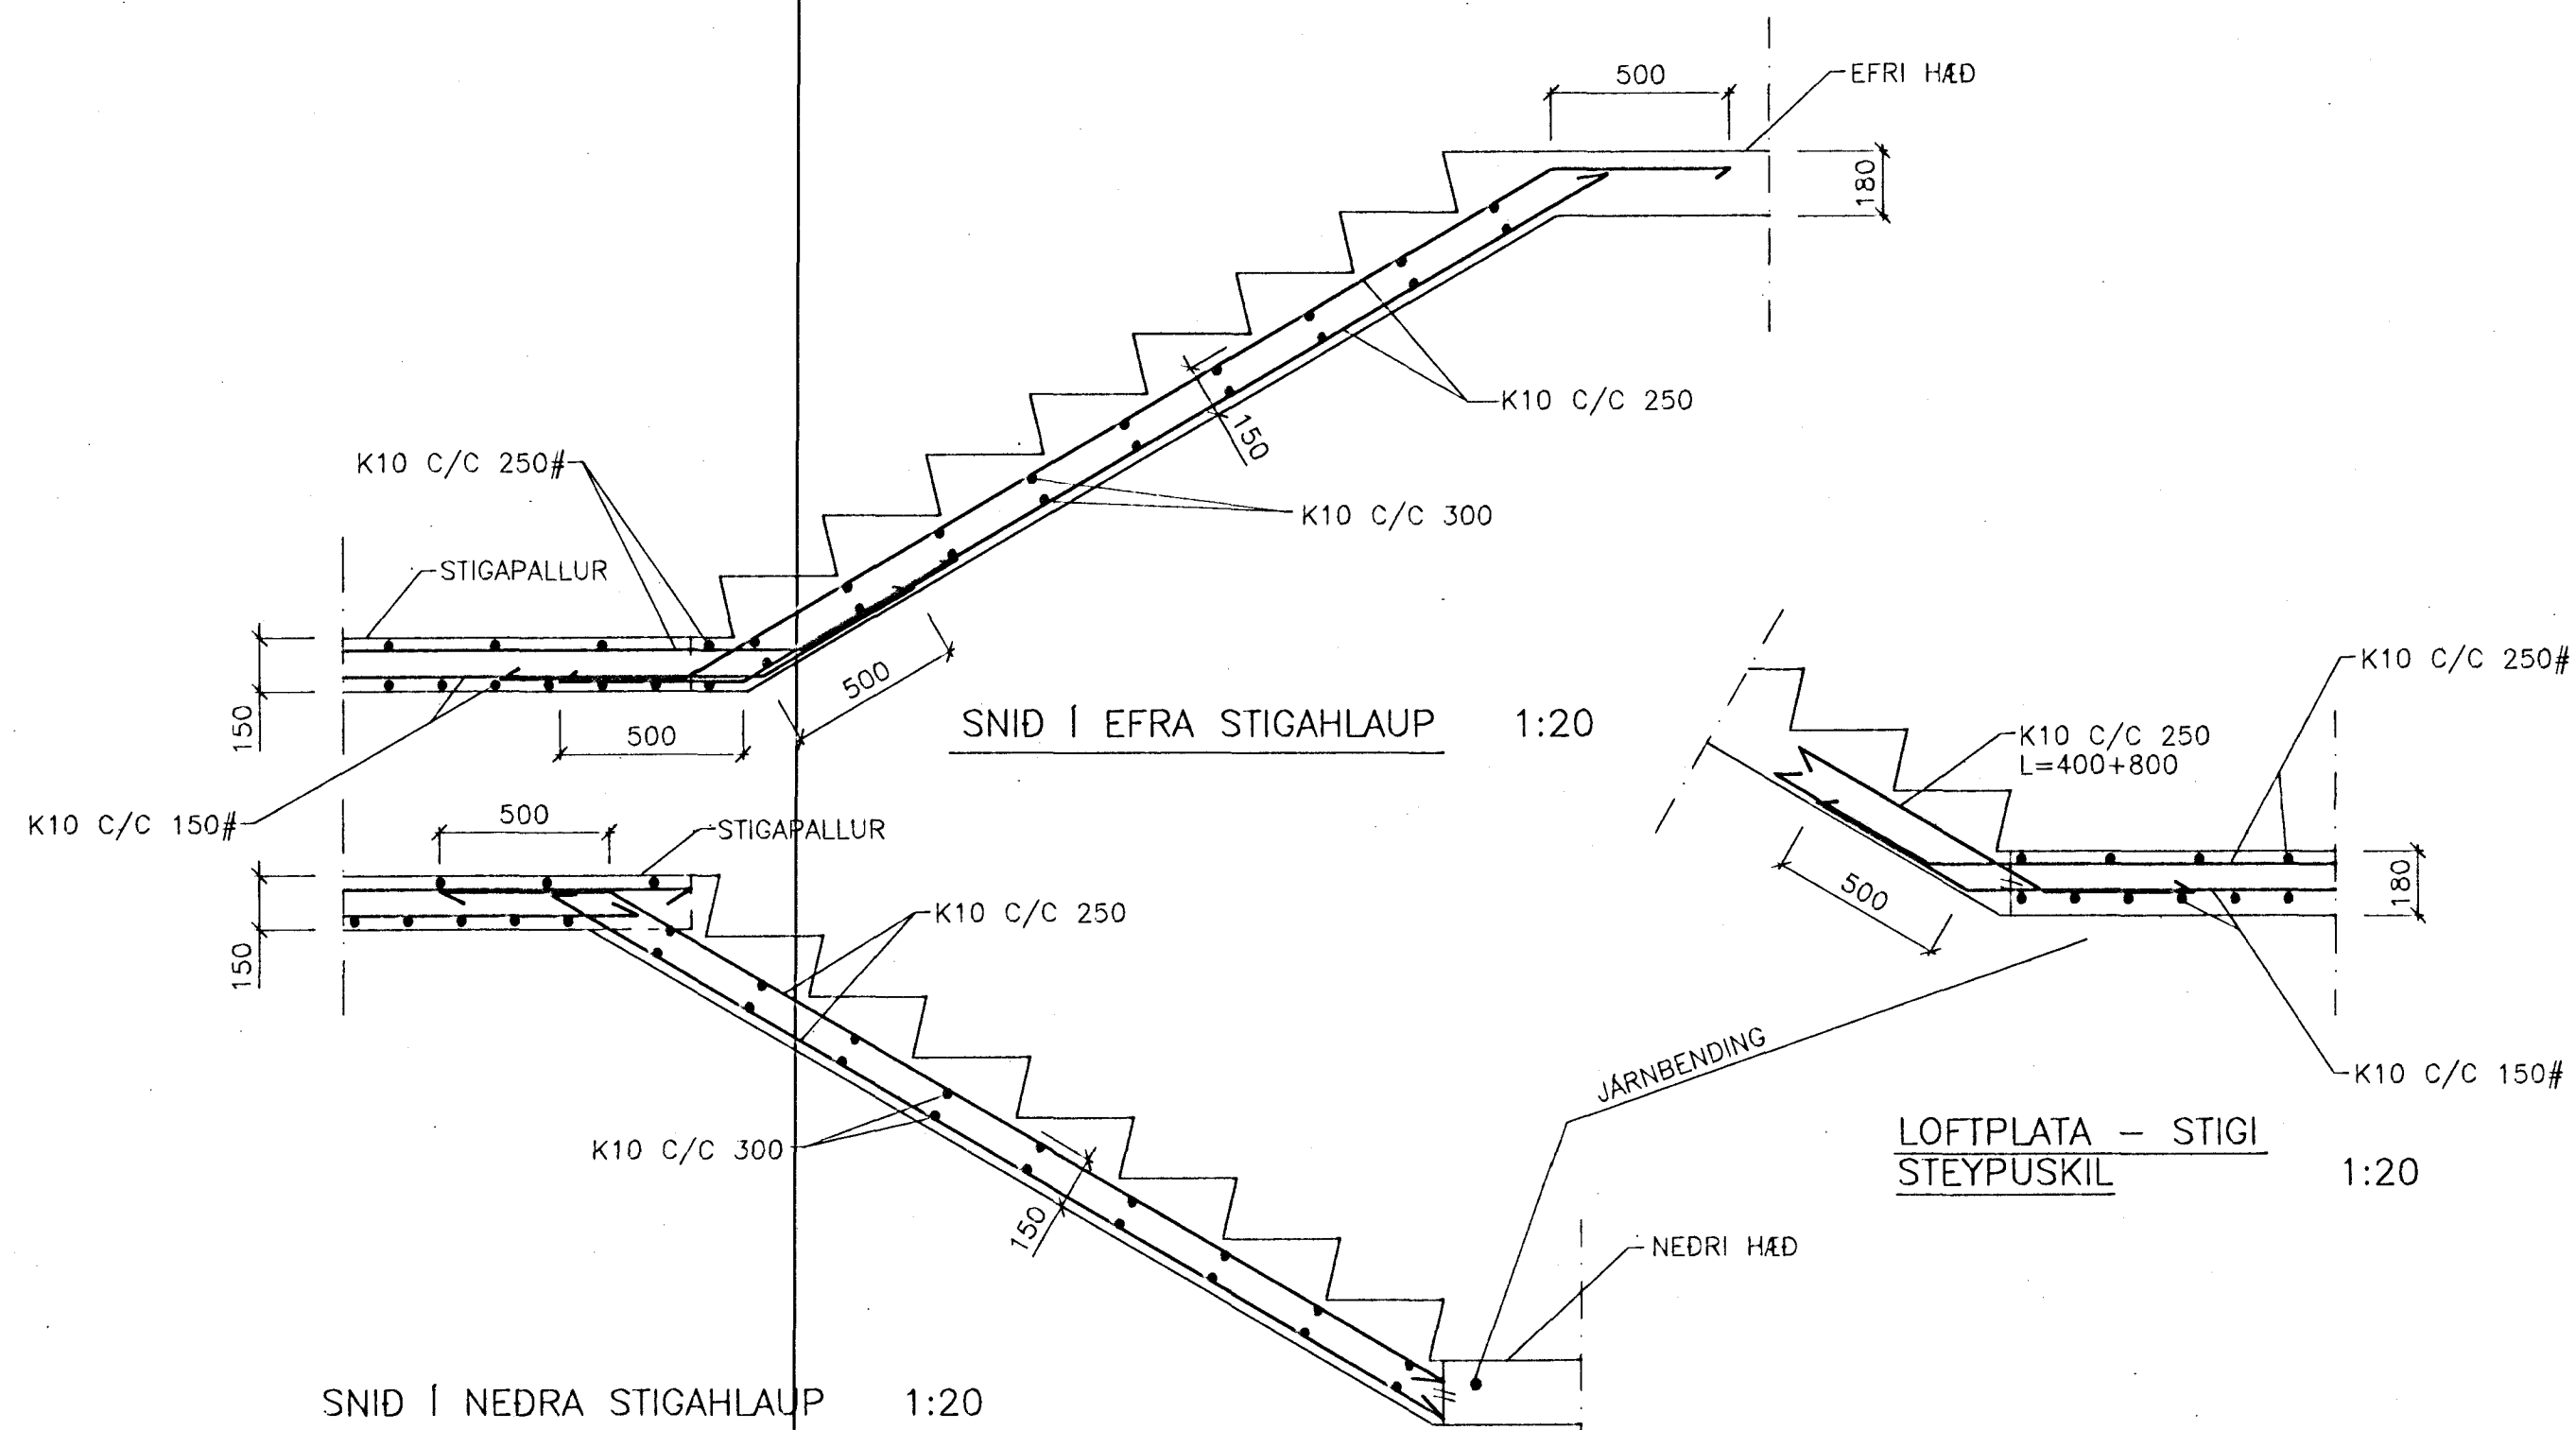 500
EFRI HÆÐ
180
K10 C/C 250
150
K10 C/C 250#
K10 C/C 300
STIGAPALLUR
150
500
500
K10 C/C 150#
SNIÐ Í EFRA STIGAHLAUP 1:20
K10 C/C 250#
K10 C/C 250
L=400+800
500
180
K10 C/C 150#
JÁRNBENDING
LOFTPLATA – STIGI
STEYPUSKIL 1:20
500
STIGAPALLUR
150
K10 C/C 250
K10 C/C 300
150
NEÐRI HÆÐ
SNIÐ Í NEÐRA STIGAHLAUP 1:20